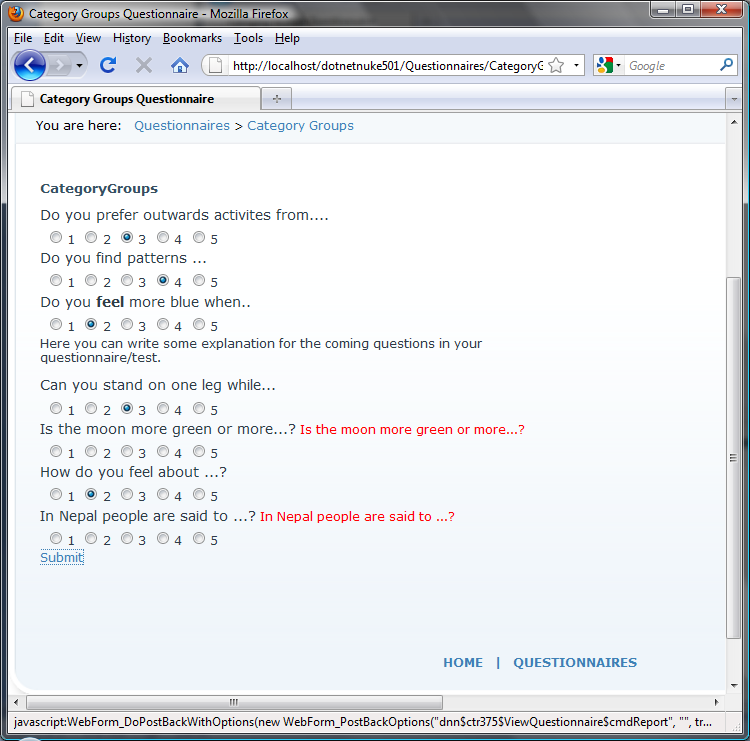 Category Groups Questionnaire - Mozilla Firefox
File Edit View History Bookmarks Tools Help
http://localhost/dotnetnuke501/Questionnaires/CategoryG
Google
Category Groups Questionnaire
You are here: Questionnaires > Category Groups
CategoryGroups
Do you prefer outwards activites from....
1 2 3 4 5
Do you find patterns ...
1 2 3 4 5
Do you feel more blue when..
1 2 3 4 5
Here you can write some explanation for the coming questions in your
questionnaire/test.
Can you stand on one leg while...
1 2 3 4 5
Is the moon more green or more...? Is the moon more green or more...?
1 2 3 4 5
How do you feel about ...?
1 2 3 4 5
In Nepal people are said to ...? In Nepal people are said to ...?
1 2 3 4 5
Submit
HOME | QUESTIONNAIRES
javascript:WebForm_DoPostBackWithOptions(new WebForm_PostBackOptions("dnn$ctr375$ViewQuestionnaire$cmdReport", "", tr...